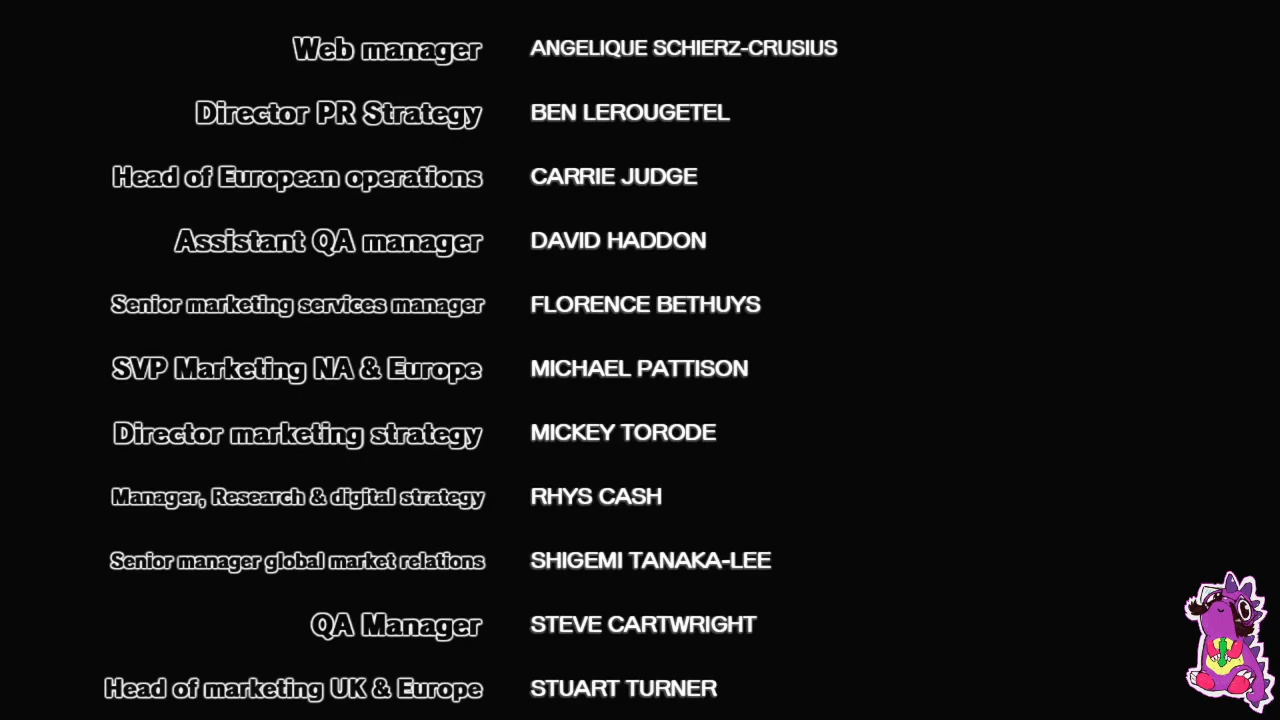 Web manager ANGELIQUE SCHIERZ-CRUSIUS
Director PR Strategy BEN LEROUGETEL
Head of European operations CARRIE JUDGE
Assistant QA manager DAVID HADDON
Senior marketing services manager FLORENCE BETHUYS
SVP Marketing NA & Europe MICHAEL PATTISON
Director marketing strategy MICKEY TORODE
Manager, Research & digital strategy RHYS CASH
Senior manager global market relations SHIGEMI TANAKA-LEE
QA Manager STEVE CARTWRIGHT
Head of marketing UK & Europe STUART TURNER